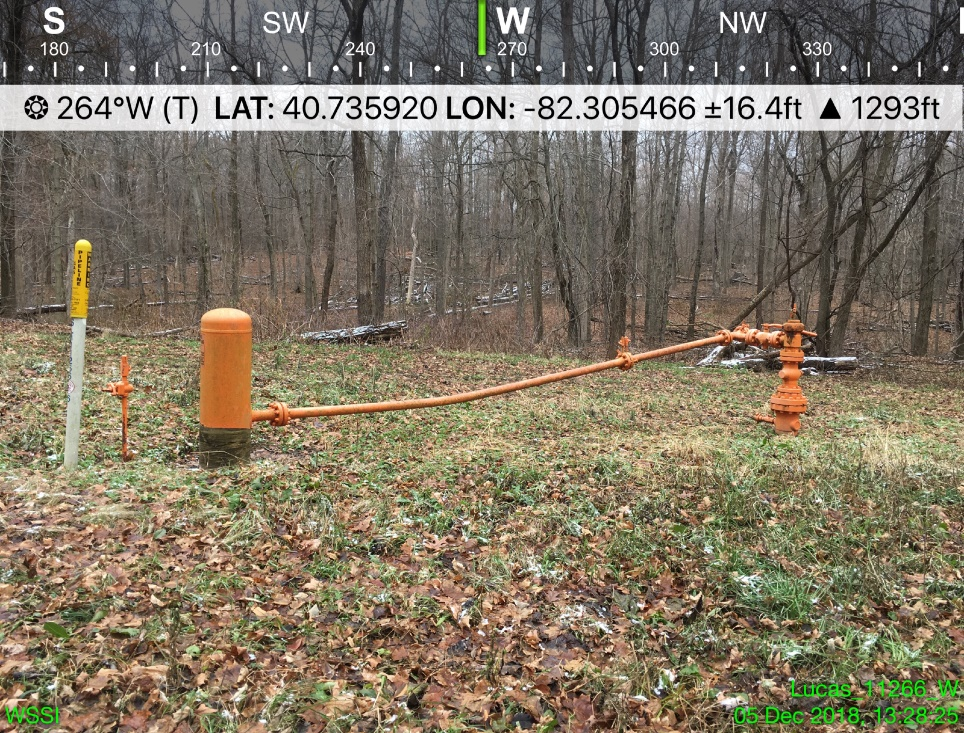 S SW W NW
180 210 240 270 300 330
264°W (T) LAT: 40.735920 LON: -82.305466 ±16.4ft ▲ 1293ft
PIPELINE
Lucas_11266_W
WSSI 05 Dec 2018, 13:28:25